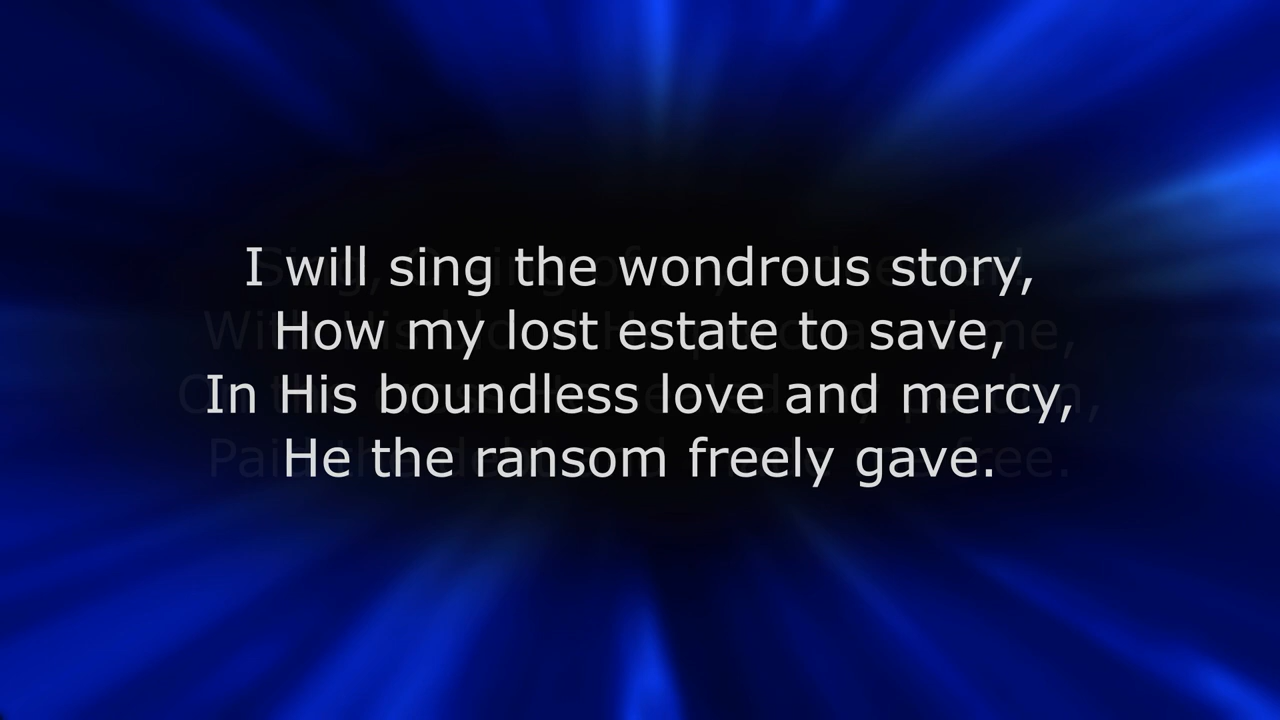 I will sing the wondrous story,
How my lost estate to save,
In His boundless love and mercy,
He the ransom freely gave.